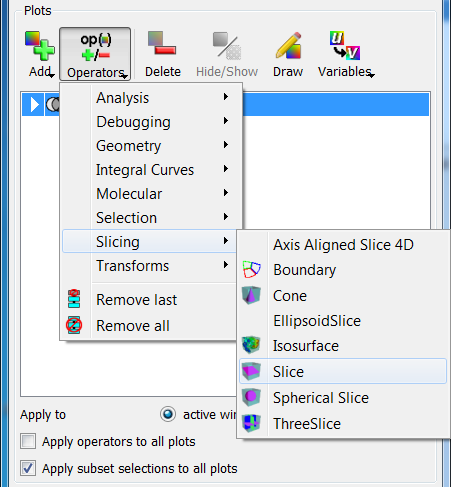 Plots
op(●)
+/-
Add Operators Delete Hide/Show Draw Variables
Analysis
Debugging
Geometry
Integral Curves
Molecular
Selection
Slicing
Transforms
Remove last
Remove all
Axis Aligned Slice 4D
Boundary
Cone
EllipsoidSlice
Isosurface
Slice
Spherical Slice
ThreeSlice
Apply to active
Apply operators to all plots
Apply subset selections to all plots